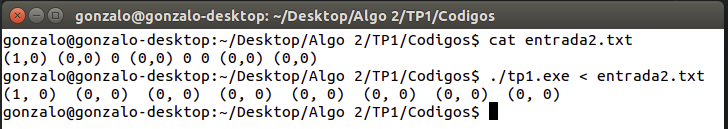 gonzalo@gonzalo-desktop: ~/Desktop/Algo 2/TP1/Codigos
gonzalo@gonzalo-desktop:~/Desktop/Algo 2/TP1/Codigos$ cat entrada2.txt
(1,0) (0,0) 0 (0,0) 0 0 (0,0) (0,0)
gonzalo@gonzalo-desktop:~/Desktop/Algo 2/TP1/Codigos$ ./tp1.exe < entrada2.txt
(1, 0)  (0, 0)  (0, 0)  (0, 0)  (0, 0)  (0, 0)  (0, 0)  (0, 0)
gonzalo@gonzalo-desktop:~/Desktop/Algo 2/TP1/Codigos$